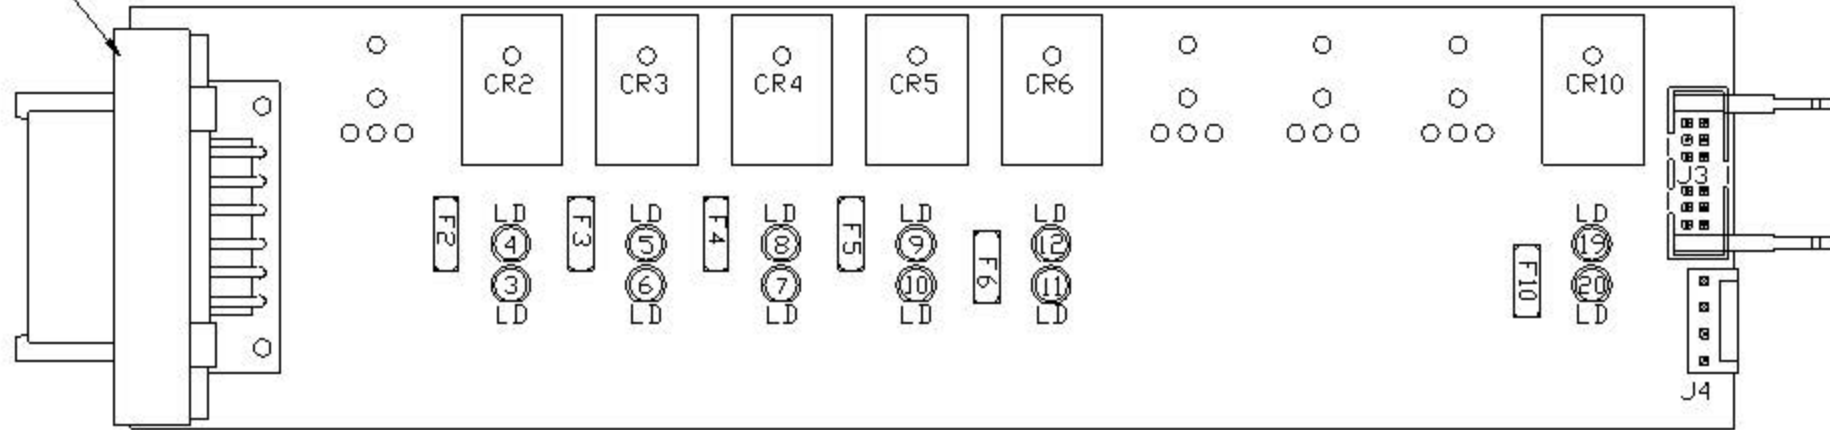 CR2 CR3 CR4 CR5 CR6 CR10
J3
LD LD LD LD LD LD
F2 4 F3 5 F4 8 F5 9 12 19
3 6 7 10 F6 11 F10 20
LD LD LD LD LD LD
J4